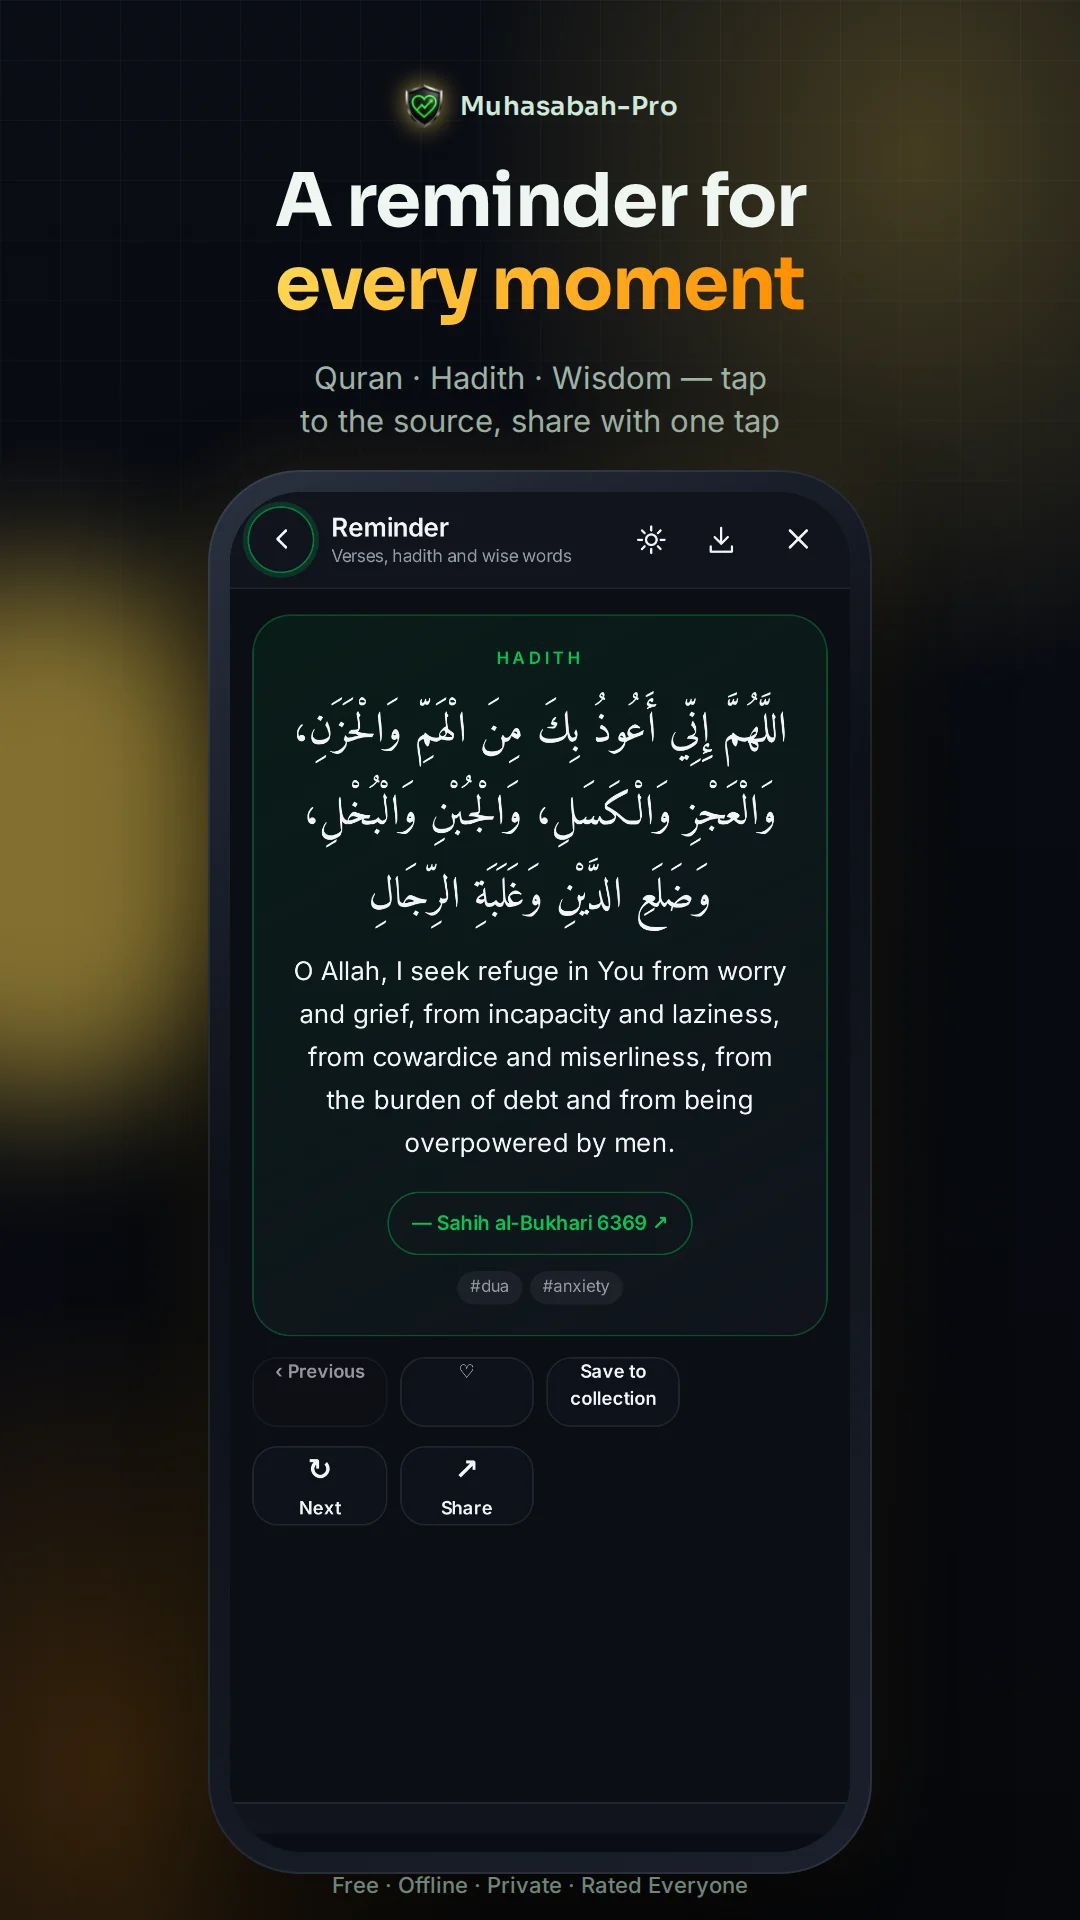 Muhasabah-Pro
A reminder for
every moment
Quran · Hadith · Wisdom — tap
to the source, share with one tap
Reminder
Verses, hadith and wise words
HADITH
اللَّهُمَّ إِنِّي أَعُوذُ بِكَ مِنَ الْهَمِّ وَالْحَزَنِ،
وَالْعَجْزِ وَالْكَسَلِ، وَالْجُبْنِ وَالْبُخْلِ،
وَضَلَعِ الدَّيْنِ وَغَلَبَةِ الرِّجَالِ
O Allah, I seek refuge in You from worry
and grief, from incapacity and laziness,
from cowardice and miserliness, from
the burden of debt and from being
overpowered by men.
— Sahih al-Bukhari 6369 ↗
#dua #anxiety
‹ Previous ♡ Save to
collection
↻ ↗
Next Share
Free · Offline · Private · Rated Everyone